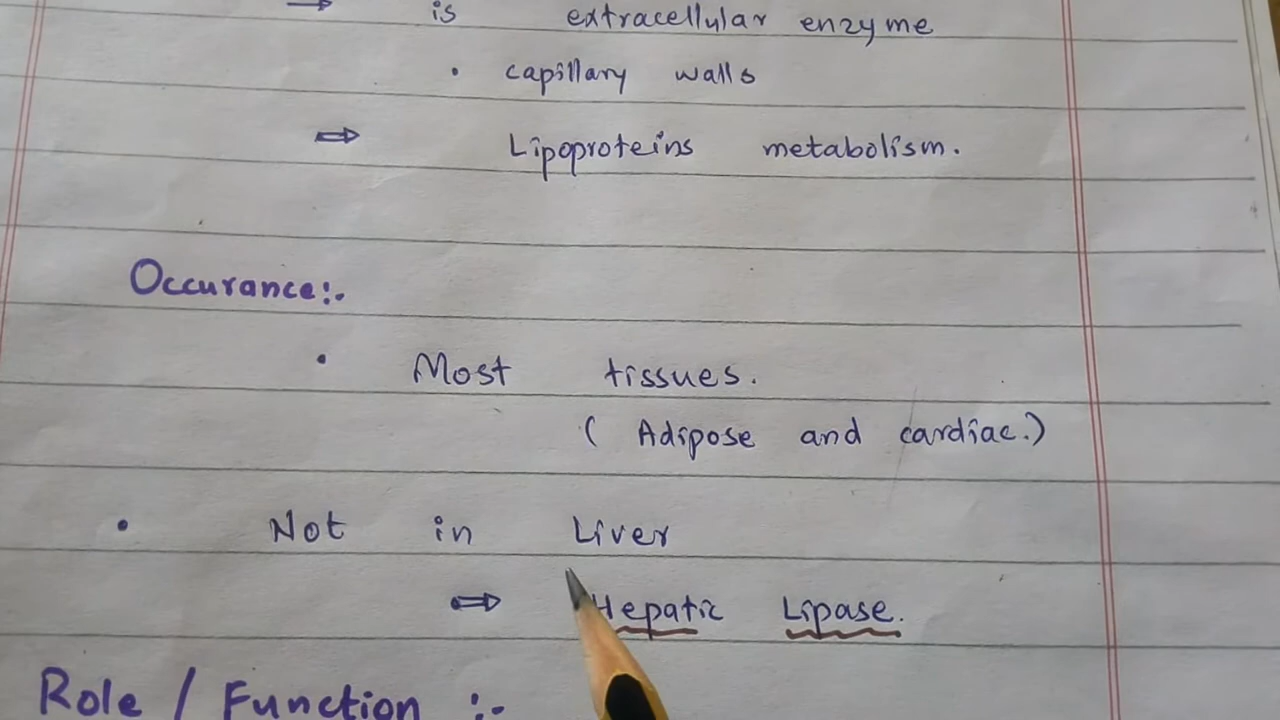 ⇒ is extracellular enzyme
• capillary walls
⇒ Lipoproteins metabolism.
Occurance:-
• Most tissues.
( Adipose and cardiac.)
• Not in Liver
⇒ Hepatic Lipase.
Role / Function :-